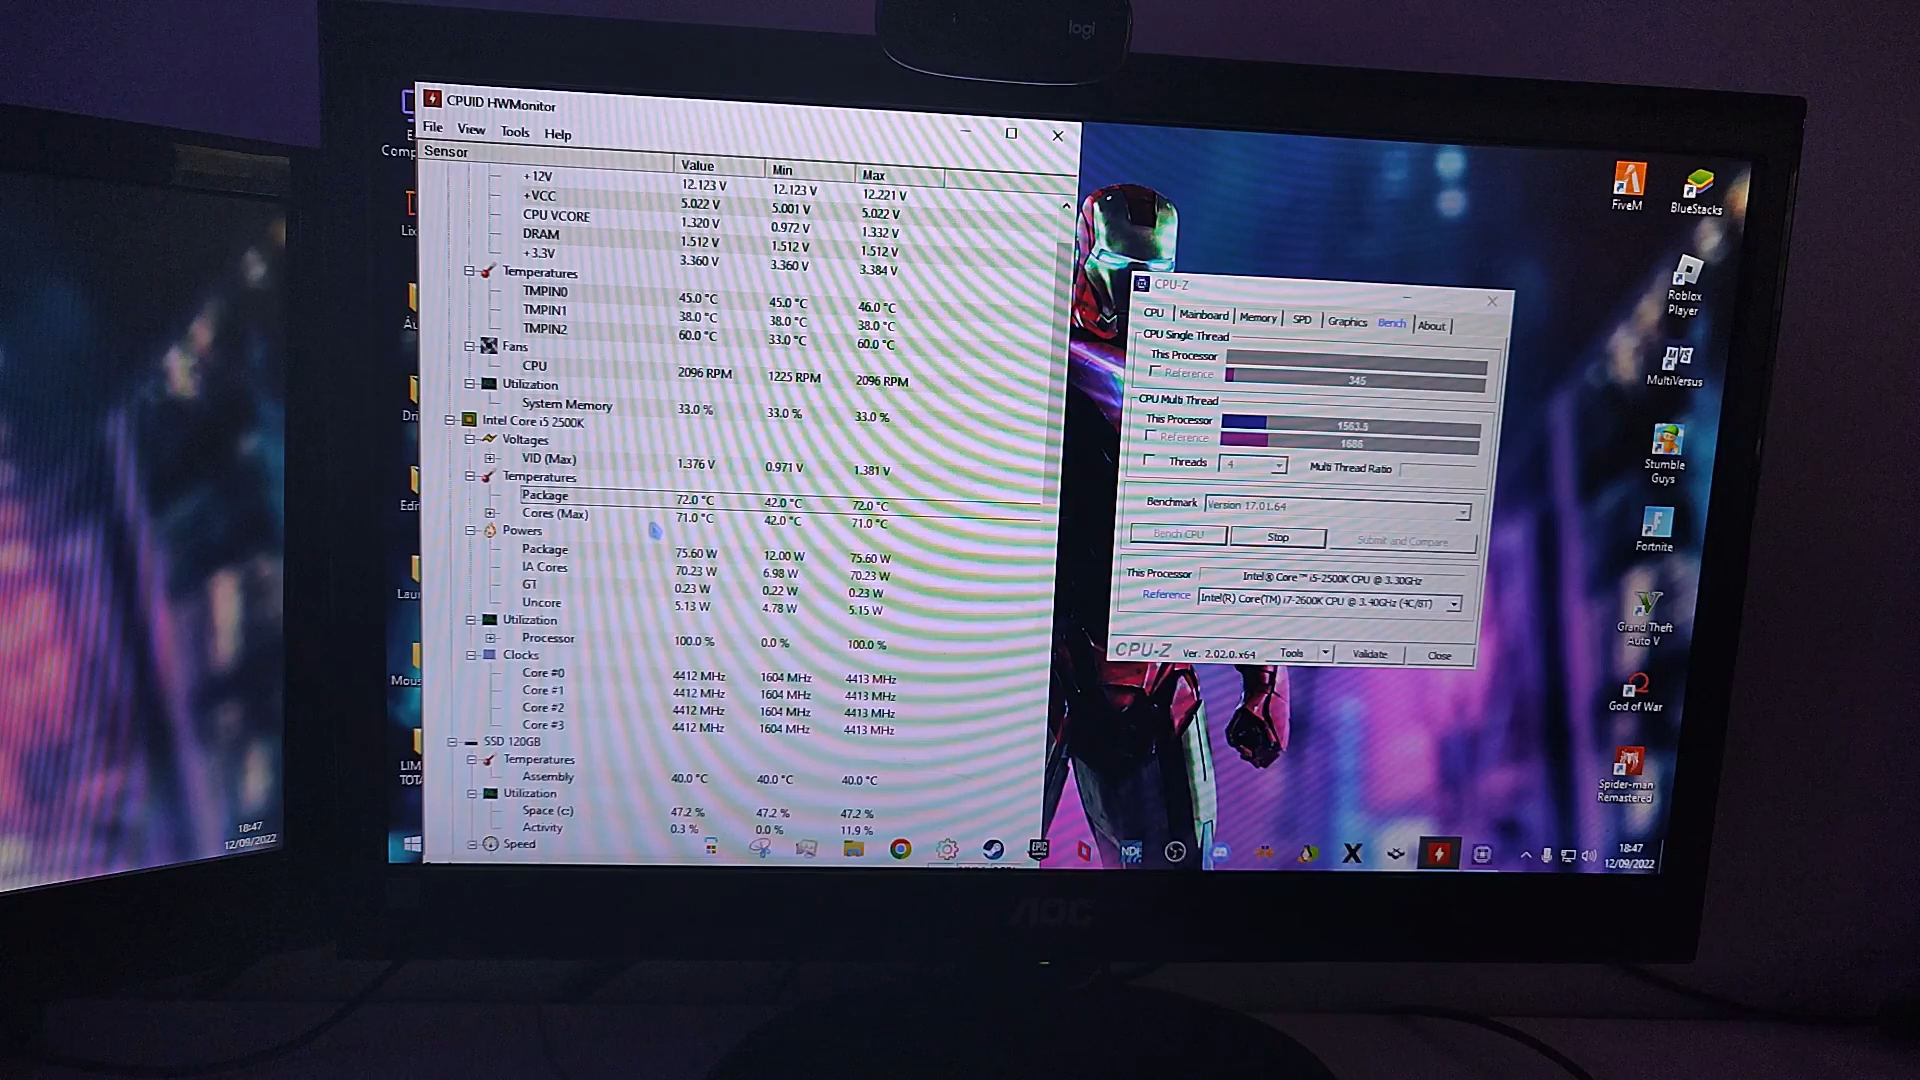 logi
CPUID HWMonitor
File View Tools Help
Sensor Value Min Max
+12V 12.123 V 12.123 V 12.221 V
+VCC 5.022 V 5.001 V 5.022 V
CPU VCORE 1.320 V 0.972 V 1.332 V
DRAM 1.512 V 1.512 V 1.512 V
+3.3V 3.360 V 3.360 V 3.384 V
Temperatures
TMPIN0 45.0 °C 45.0 °C 46.0 °C
TMPIN1 38.0 °C 38.0 °C 38.0 °C
TMPIN2 60.0 °C 33.0 °C 60.0 °C
Fans
CPU 2096 RPM 1225 RPM 2096 RPM
Utilization
System Memory 33.0 % 33.0 % 33.0 %
Intel Core i5 2500K
Voltages
VID (Max) 1.376 V 0.971 V 1.381 V
Temperatures
Package 72.0 °C 42.0 °C 72.0 °C
Cores (Max) 71.0 °C 42.0 °C 71.0 °C
Powers
Package 75.60 W 12.00 W 75.60 W
IA Cores 70.23 W 6.98 W 70.23 W
GT 0.23 W 0.22 W 0.23 W
Uncore 5.13 W 4.78 W 5.15 W
Utilization
Processor 100.0 % 0.0 % 100.0 %
Clocks
Core #0 4412 MHz 1604 MHz 4413 MHz
Core #1 4412 MHz 1604 MHz 4413 MHz
Core #2 4412 MHz 1604 MHz 4413 MHz
Core #3 4412 MHz 1604 MHz 4413 MHz
SSD 120GB
Temperatures
Assembly 40.0 °C 40.0 °C 40.0 °C
Utilization
Space (c:) 47.2 % 47.2 % 47.2 %
Activity 0.3 % 0.0 % 11.9 %
Speed
CPU-Z
CPU Mainboard Memory SPD Graphics Bench About
CPU Single Thread
This Processor
Reference 345
CPU Multi Thread
This Processor 1563.5
Reference 1686
Threads 4 Multi Thread Ratio
Benchmark Version 17.01.64
Bench CPU Stop Submit and Compare
This Processor Intel® Core™ i5-2500K CPU @ 3.30GHz
Reference Intel(R) Core(TM) i7-2600K CPU @ 3.40GHz (4C/8T)
CPU-Z Ver. 2.02.0.x64 Tools Validate Close
FiveM
BlueStacks
Roblox
Player
MultiVersus
Stumble
Guys
Fortnite
Grand Theft
Auto V
God of War
Spider-man
Remastered
EPIC
NDI
18:47
12/09/2022
18:47
12/09/2022
AOC